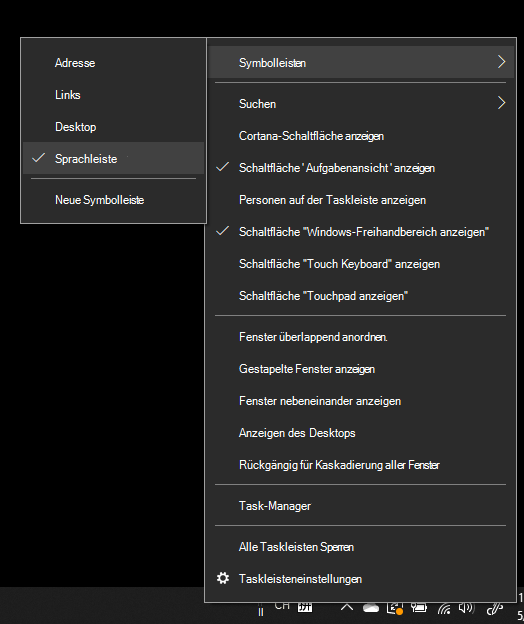 Adresse
Links
Desktop
Sprachleiste
Neue Symbolleiste
Symbolleisten
Suchen
Cortana-Schaltfläche anzeigen
Schaltfläche 'Aufgabenansicht' anzeigen
Personen auf der Taskleiste anzeigen
Schaltfläche "Windows-Freihandbereich anzeigen"
Schaltfläche "Touch Keyboard" anzeigen
Schaltfläche "Touchpad anzeigen"
Fenster überlappend anordnen.
Gestapelte Fenster anzeigen
Fenster nebeneinander anzeigen
Anzeigen des Desktops
Rückgängig für Kaskadierung aller Fenster
Task-Manager
Alle Taskleisten Sperren
Taskleisteneinstellungen
CH 拼